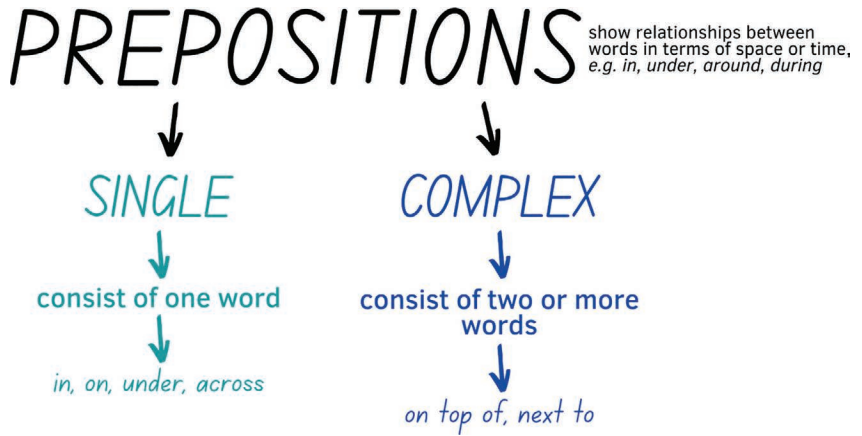 PREPOSITIONS
show relationships between
words in terms of space or time,
e.g. in, under, around, during
SINGLE
COMPLEX
consist of one word
consist of two or more
words
in, on, under, across
on top of, next to